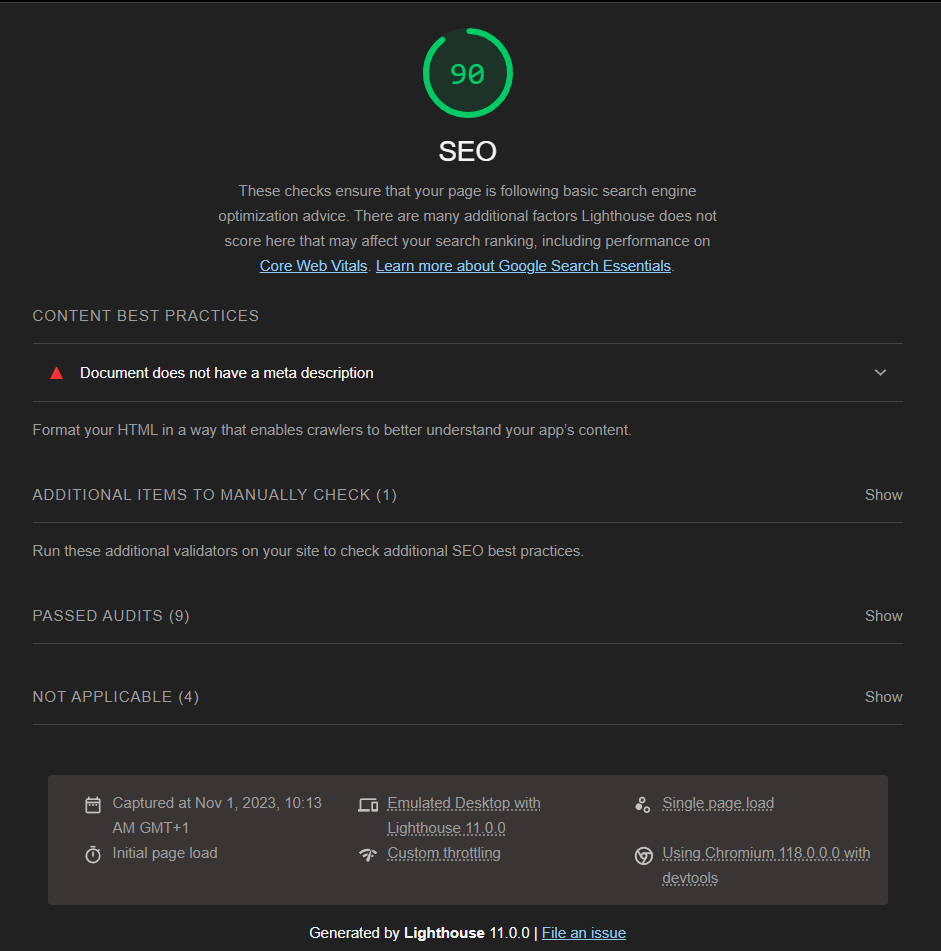 90
SEO
These checks ensure that your page is following basic search engine
optimization advice. There are many additional factors Lighthouse does not
score here that may affect your search ranking, including performance on
Core Web Vitals. Learn more about Google Search Essentials.
CONTENT BEST PRACTICES
Document does not have a meta description
Format your HTML in a way that enables crawlers to better understand your app’s content.
ADDITIONAL ITEMS TO MANUALLY CHECK (1) Show
Run these additional validators on your site to check additional SEO best practices.
PASSED AUDITS (9) Show
NOT APPLICABLE (4) Show
Captured at Nov 1, 2023, 10:13
AM GMT+1
Emulated Desktop with
Lighthouse 11.0.0
Single page load
Initial page load
Custom throttling
Using Chromium 118.0.0.0 with
devtools
Generated by Lighthouse 11.0.0 | File an issue